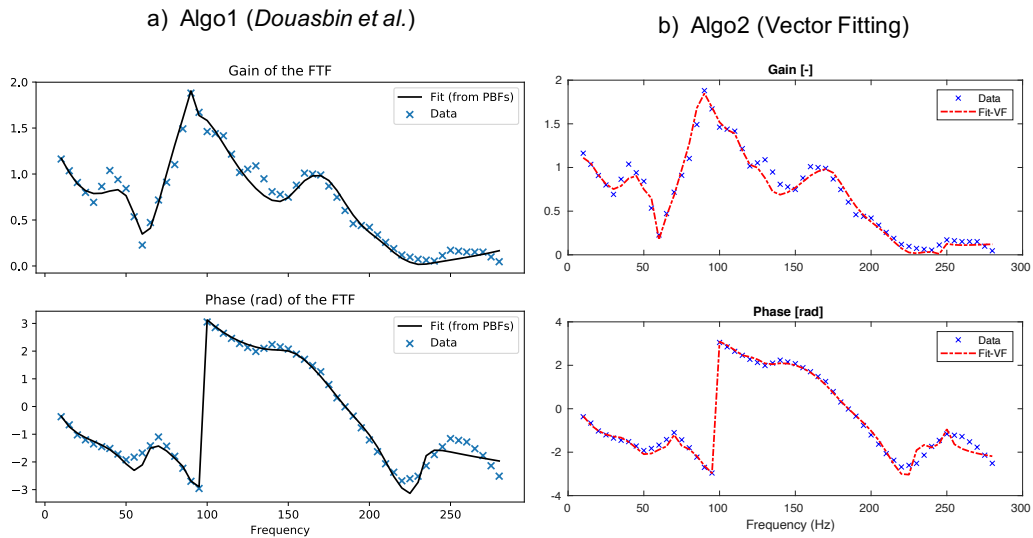 a) Algo1 (Douasbin et al.)
Gain of the FTF
2.0
1.5
1.0
0.5
0.0
Fit (from PBFs)
Data
Phase (rad) of the FTF
3
2
1
0
−1
−2
−3
Fit (from PBFs)
Data
0
50
100
150
200
250
Frequency
b) Algo2 (Vector Fitting)
Gain [-]
2
1.5
1
0.5
0
Data
Fit-VF
0
50
100
150
200
250
300
Phase [rad]
4
2
0
-2
-4
Data
Fit-VF
0
50
100
150
200
250
300
Frequency (Hz)